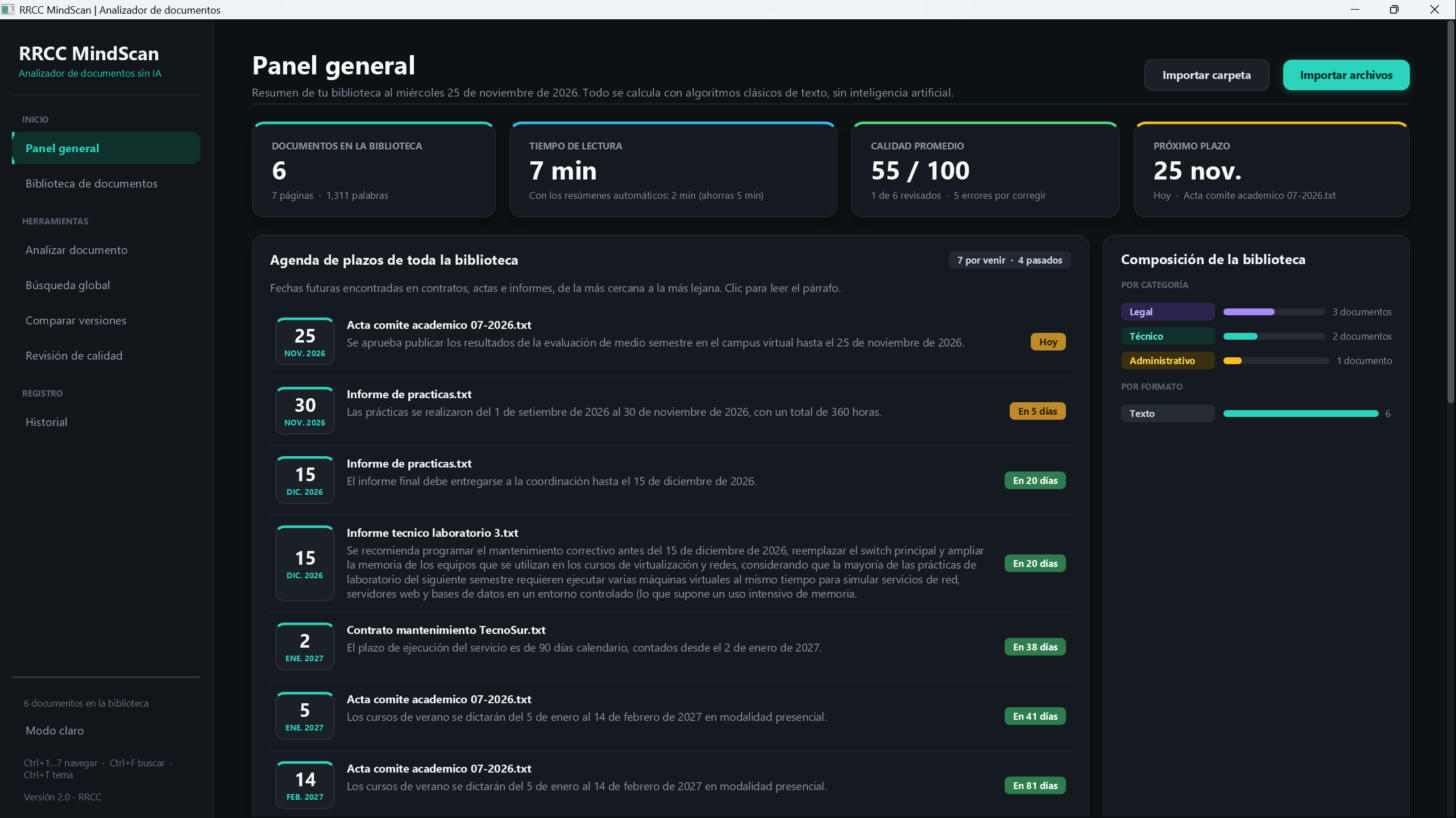 RRCC MindScan | Analizador de documentos
RRCC MindScan
Analizador de documentos sin IA
INICIO
Panel general
Biblioteca de documentos
HERRAMIENTAS
Analizar documento
Búsqueda global
Comparar versiones
Revisión de calidad
REGISTRO
Historial
6 documentos en la biblioteca
Modo claro
Ctrl+1...7 navegar · Ctrl+F buscar ·
Ctrl+T tema
Versión 2.0 - RRCC
Panel general
Resumen de tu biblioteca al miércoles 25 de noviembre de 2026. Todo se calcula con algoritmos clásicos de texto, sin inteligencia artificial.
Importar carpeta
Importar archivos
DOCUMENTOS EN LA BIBLIOTECA
6
7 páginas · 1,311 palabras
TIEMPO DE LECTURA
7 min
Con los resúmenes automáticos: 2 min (ahorras 5 min)
CALIDAD PROMEDIO
55 / 100
1 de 6 revisados · 5 errores por corregir
PRÓXIMO PLAZO
25 nov.
Hoy · Acta comite academico 07-2026.txt
Agenda de plazos de toda la biblioteca
7 por venir · 4 pasados
Fechas futuras encontradas en contratos, actas e informes, de la más cercana a la más lejana. Clic para leer el párrafo.
25
NOV. 2026
Acta comite academico 07-2026.txt
Se aprueba publicar los resultados de la evaluación de medio semestre en el campus virtual hasta el 25 de noviembre de 2026.
Hoy
30
NOV. 2026
Informe de practicas.txt
Las prácticas se realizaron del 1 de setiembre de 2026 al 30 de noviembre de 2026, con un total de 360 horas.
En 5 días
15
DIC. 2026
Informe de practicas.txt
El informe final debe entregarse a la coordinación hasta el 15 de diciembre de 2026.
En 20 días
15
DIC. 2026
Informe tecnico laboratorio 3.txt
Se recomienda programar el mantenimiento correctivo antes del 15 de diciembre de 2026, reemplazar el switch principal y ampliar
la memoria de los equipos que se utilizan en los cursos de virtualización y redes, considerando que la mayoría de las prácticas de
laboratorio del siguiente semestre requieren ejecutar varias máquinas virtuales al mismo tiempo para simular servicios de red,
servidores web y bases de datos en un entorno controlado (lo que supone un uso intensivo de memoria.
En 20 días
2
ENE. 2027
Contrato mantenimiento TecnoSur.txt
El plazo de ejecución del servicio es de 90 días calendario, contados desde el 2 de enero de 2027.
En 38 días
5
ENE. 2027
Acta comite academico 07-2026.txt
Los cursos de verano se dictarán del 5 de enero al 14 de febrero de 2027 en modalidad presencial.
En 41 días
14
FEB. 2027
Acta comite academico 07-2026.txt
Los cursos de verano se dictarán del 5 de enero al 14 de febrero de 2027 en modalidad presencial.
En 81 días
Composición de la biblioteca
POR CATEGORÍA
Legal 3 documentos
Técnico 2 documentos
Administrativo 1 documento
POR FORMATO
Texto 6